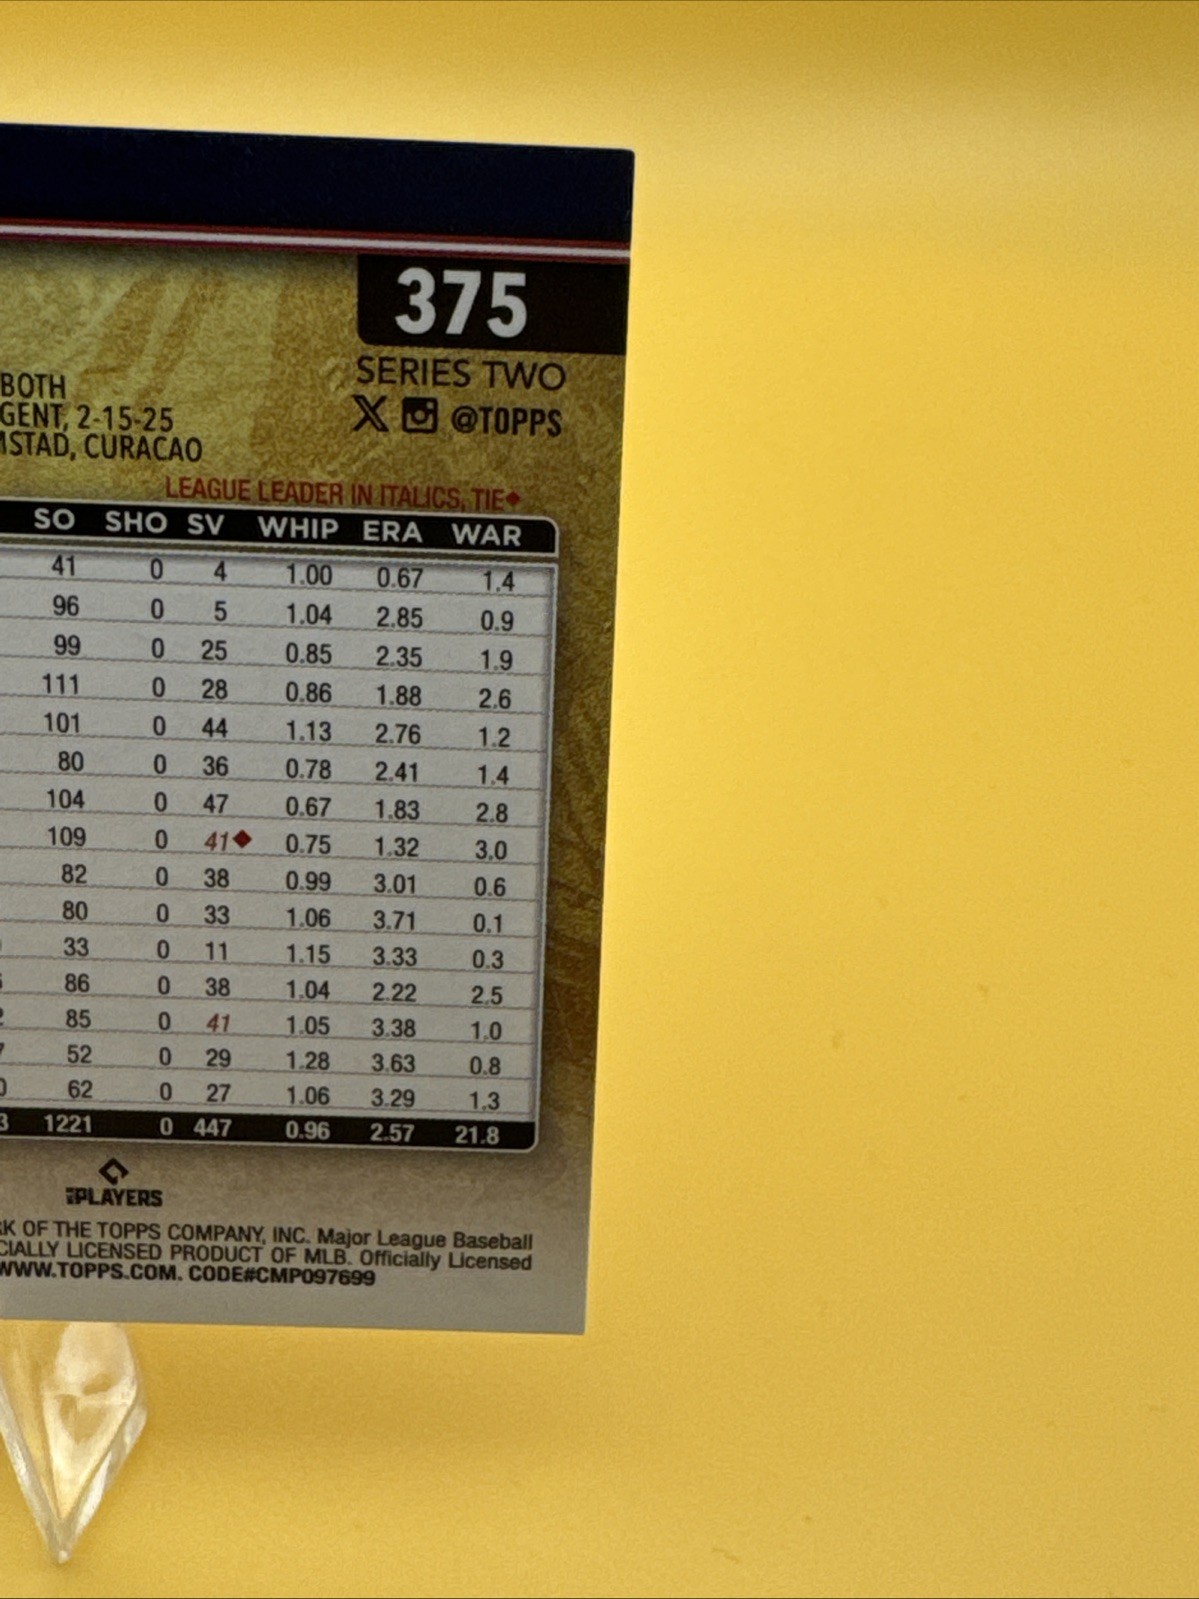 375
SERIES TWO
BOTH
@TOPPS
GENT, 2-15-25
MSTAD, CURACAO
LEAGUE LEADER IN ITALICS, TIE◆
SO SHO SV WHIP ERA WAR
41 0 4 1.00 0.67 1.4
96 0 5 1.04 2.85 0.9
99 0 25 0.85 2.35 1.9
111 0 28 0.86 1.88 2.6
101 0 44 1.13 2.76 1.2
80 0 36 0.78 2.41 1.4
104 0 47 0.67 1.83 2.8
109 0 41◆ 0.75 1.32 3.0
82 0 38 0.99 3.01 0.6
80 0 33 1.06 3.71 0.1
33 0 11 1.15 3.33 0.3
86 0 38 1.04 2.22 2.5
2 85 0 41 1.05 3.38 1.0
7 52 0 29 1.28 3.63 0.8
0 62 0 27 1.06 3.29 1.3
3 1221 0 447 0.96 2.57 21.8
PLAYERS
RK OF THE TOPPS COMPANY, INC. Major League Baseball
CIALLY LICENSED PRODUCT OF MLB. Officially Licensed
WWW.TOPPS.COM. CODE#CMP097699